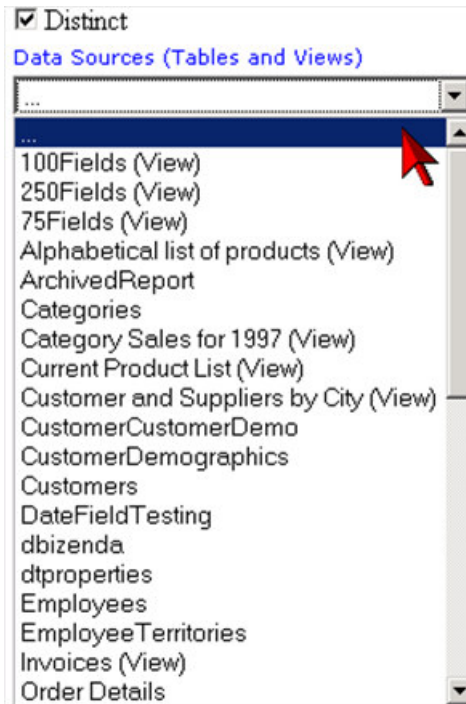 Distinct
Data Sources (Tables and Views)
...
...
100Fields (View)
250Fields (View)
75Fields (View)
Alphabetical list of products (View)
ArchivedReport
Categories
Category Sales for 1997 (View)
Current Product List (View)
Customer and Suppliers by City (View)
CustomerCustomerDemo
CustomerDemographics
Customers
DateFieldTesting
dbizenda
dtproperties
Employees
EmployeeTerritories
Invoices (View)
Order Details